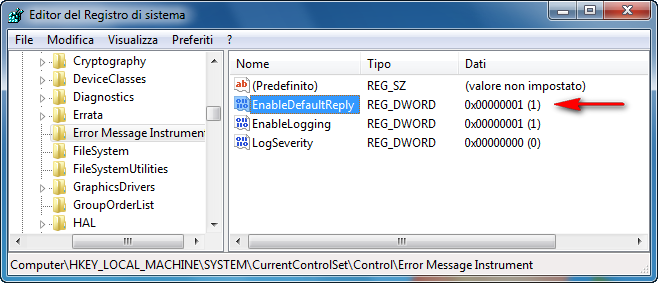 Editor del Registro di sistema
File Modifica Visualizza Preferiti ?
Cryptography
DeviceClasses
Diagnostics
Errata
Error Message Instrument
FileSystem
FileSystemUtilities
GraphicsDrivers
GroupOrderList
HAL
Nome Tipo Dati
ab (Predefinito) REG_SZ (valore non impostato)
EnableDefaultReply REG_DWORD 0x00000001 (1)
EnableLogging REG_DWORD 0x00000001 (1)
LogSeverity REG_DWORD 0x00000000 (0)
Computer\HKEY_LOCAL_MACHINE\SYSTEM\CurrentControlSet\Control\Error Message Instrument